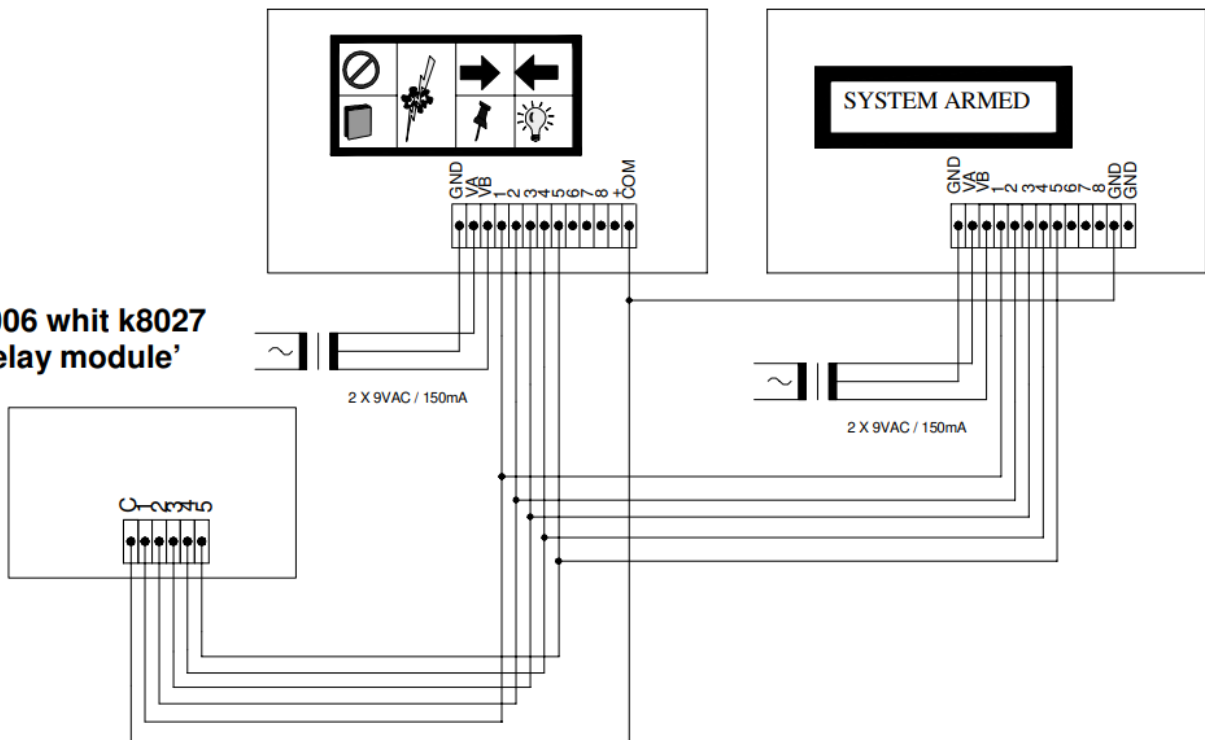 SYSTEM ARMED
GND VA VB 1 2 3 4 5 6 7 8 + COM
GND VA VB 1 2 3 4 5 6 7 8 GND GND
006 whit k8027
elay module’
2 X 9VAC / 150mA
2 X 9VAC / 150mA
C 1 2 3 4 5